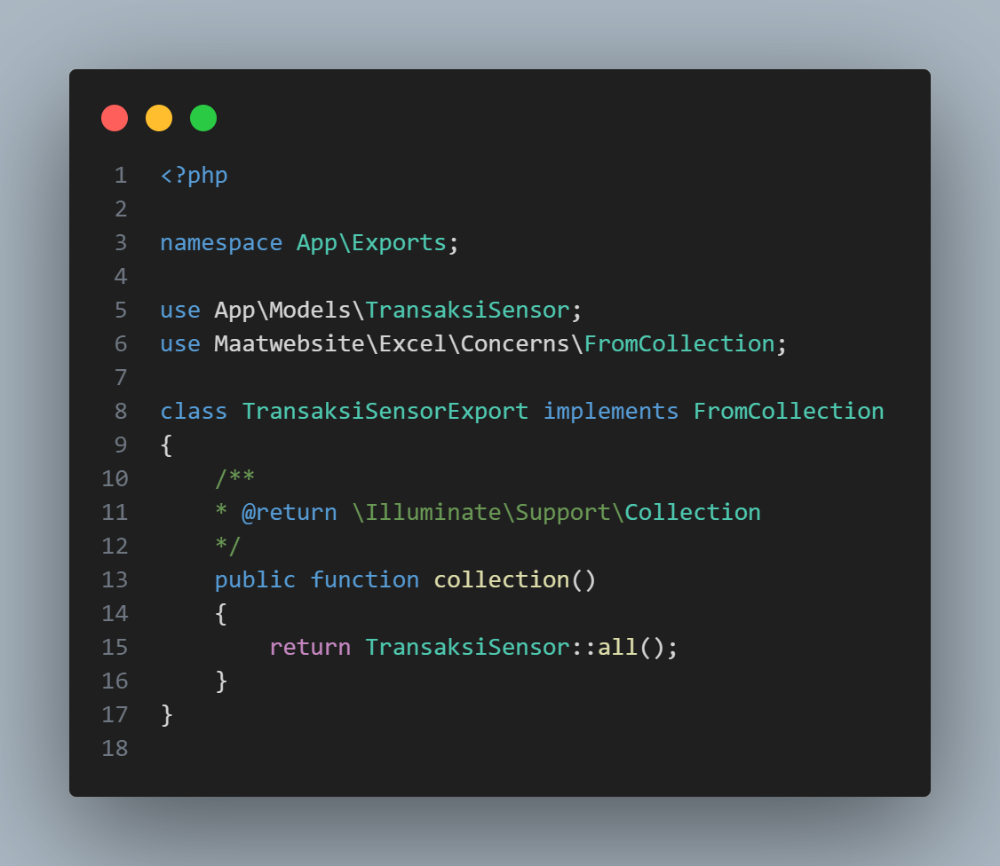 1 <?php
2
3 namespace App\Exports;
4
5 use App\Models\TransaksiSensor;
6 use Maatwebsite\Excel\Concerns\FromCollection;
7
8 class TransaksiSensorExport implements FromCollection
9 {
10     /**
11     * @return \Illuminate\Support\Collection
12     */
13     public function collection()
14     {
15         return TransaksiSensor::all();
16     }
17 }
18